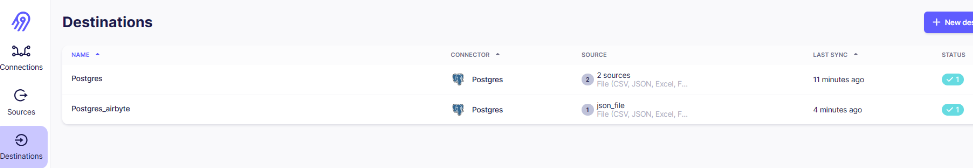 Destinations
+ New des
NAME
CONNECTOR
SOURCE
LAST SYNC
STATUS
Postgres
Postgres
2
2 sources
File (CSV, JSON, Excel, F...
11 minutes ago
1
Postgres_airbyte
Postgres
1
json_file
File (CSV, JSON, Excel, F...
4 minutes ago
1
Connections
Sources
Destinations